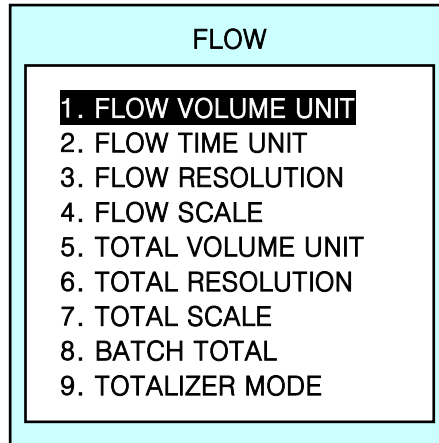 FLOW
1. FLOW VOLUME UNIT
2. FLOW TIME UNIT
3. FLOW RESOLUTION
4. FLOW SCALE
5. TOTAL VOLUME UNIT
6. TOTAL RESOLUTION
7. TOTAL SCALE
8. BATCH TOTAL
9. TOTALIZER MODE